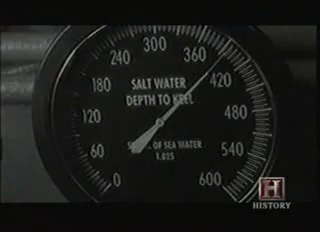 300
240 360
180 420
SALT WATER
DEPTH TO KEEL
120 480
OF SEA WATER
1.025
60 540
0 600
H
HISTORY